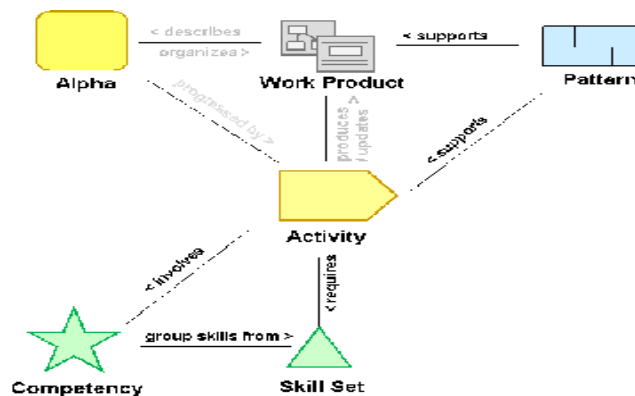 < describes
organizes >
< supports
Alpha
Work Product
Pattern
progressed by >
produces
/ updates >
< supports
Activity
< involves
< requires
group skills from >
Competency
Skill Set